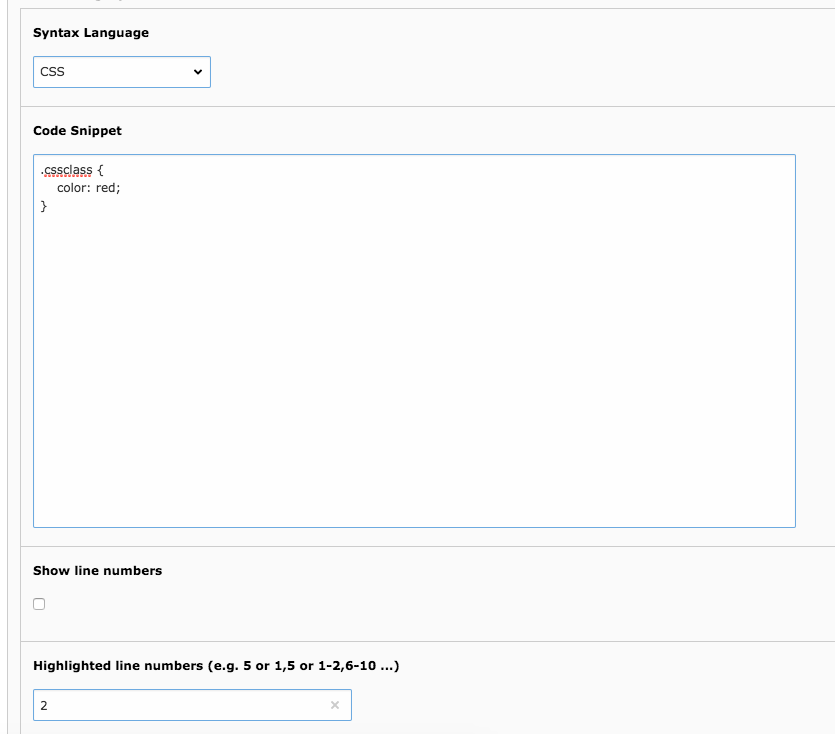 Syntax Language
CSS
Code Snippet
.cssclass {
    color: red;
}
Show line numbers
Highlighted line numbers (e.g. 5 or 1,5 or 1-2,6-10 ...)
2